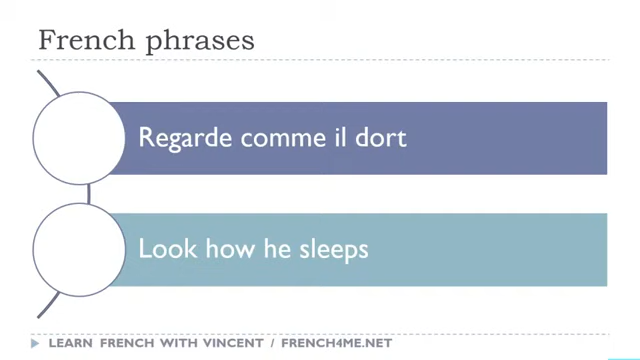 French phrases
Regarde comme il dort
Look how he sleeps
LEARN FRENCH WITH VINCENT / FRENCH4ME.NET